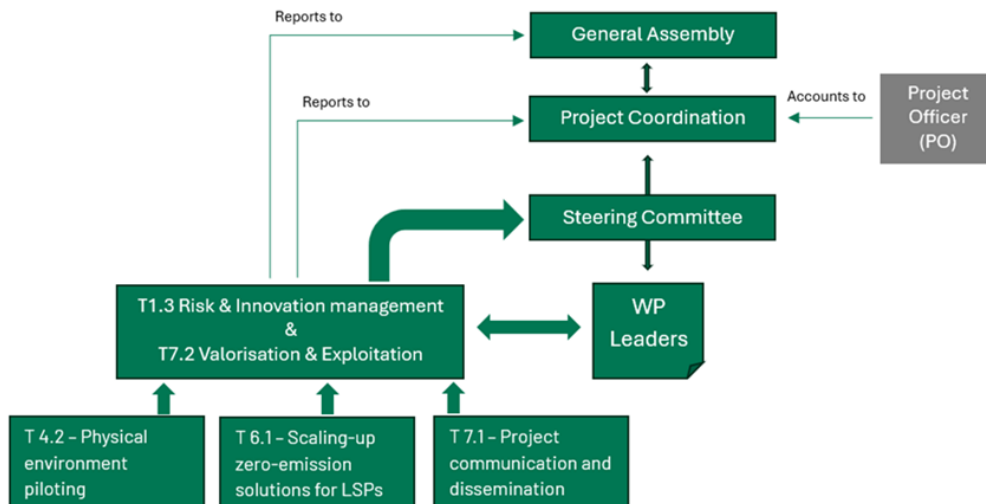 Reports to
General Assembly
Reports to
Project Coordination
Accounts to
Project
Officer
(PO)
Steering Committee
T1.3 Risk & Innovation management
&
T7.2 Valorisation & Exploitation
WP
Leaders
T 4.2 – Physical
environment
piloting
T 6.1 – Scaling-up
zero-emission
solutions for LSPs
T 7.1 – Project
communication and
dissemination